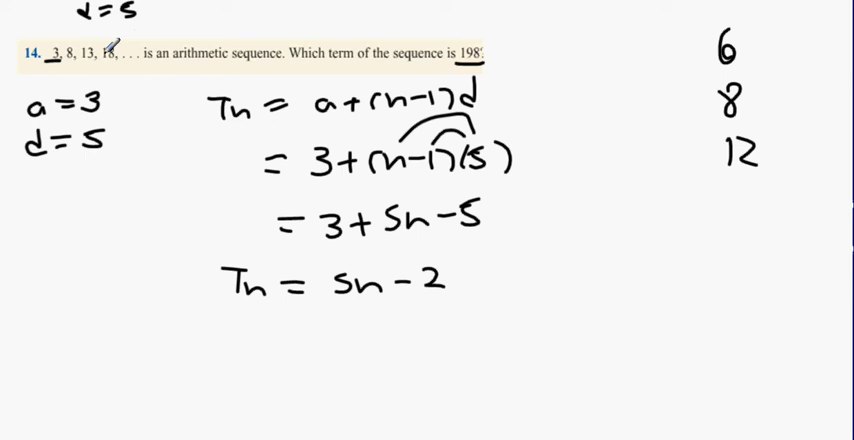 d = 5
14. 3, 8, 13, 18, . . . is an arithmetic sequence. Which term of the sequence is 198?
a = 3
d = 5
Tn = a + (n - 1)d
= 3 + (n - 1)(5)
= 3 + 5n - 5
Tn = 5n - 2
6
8
12